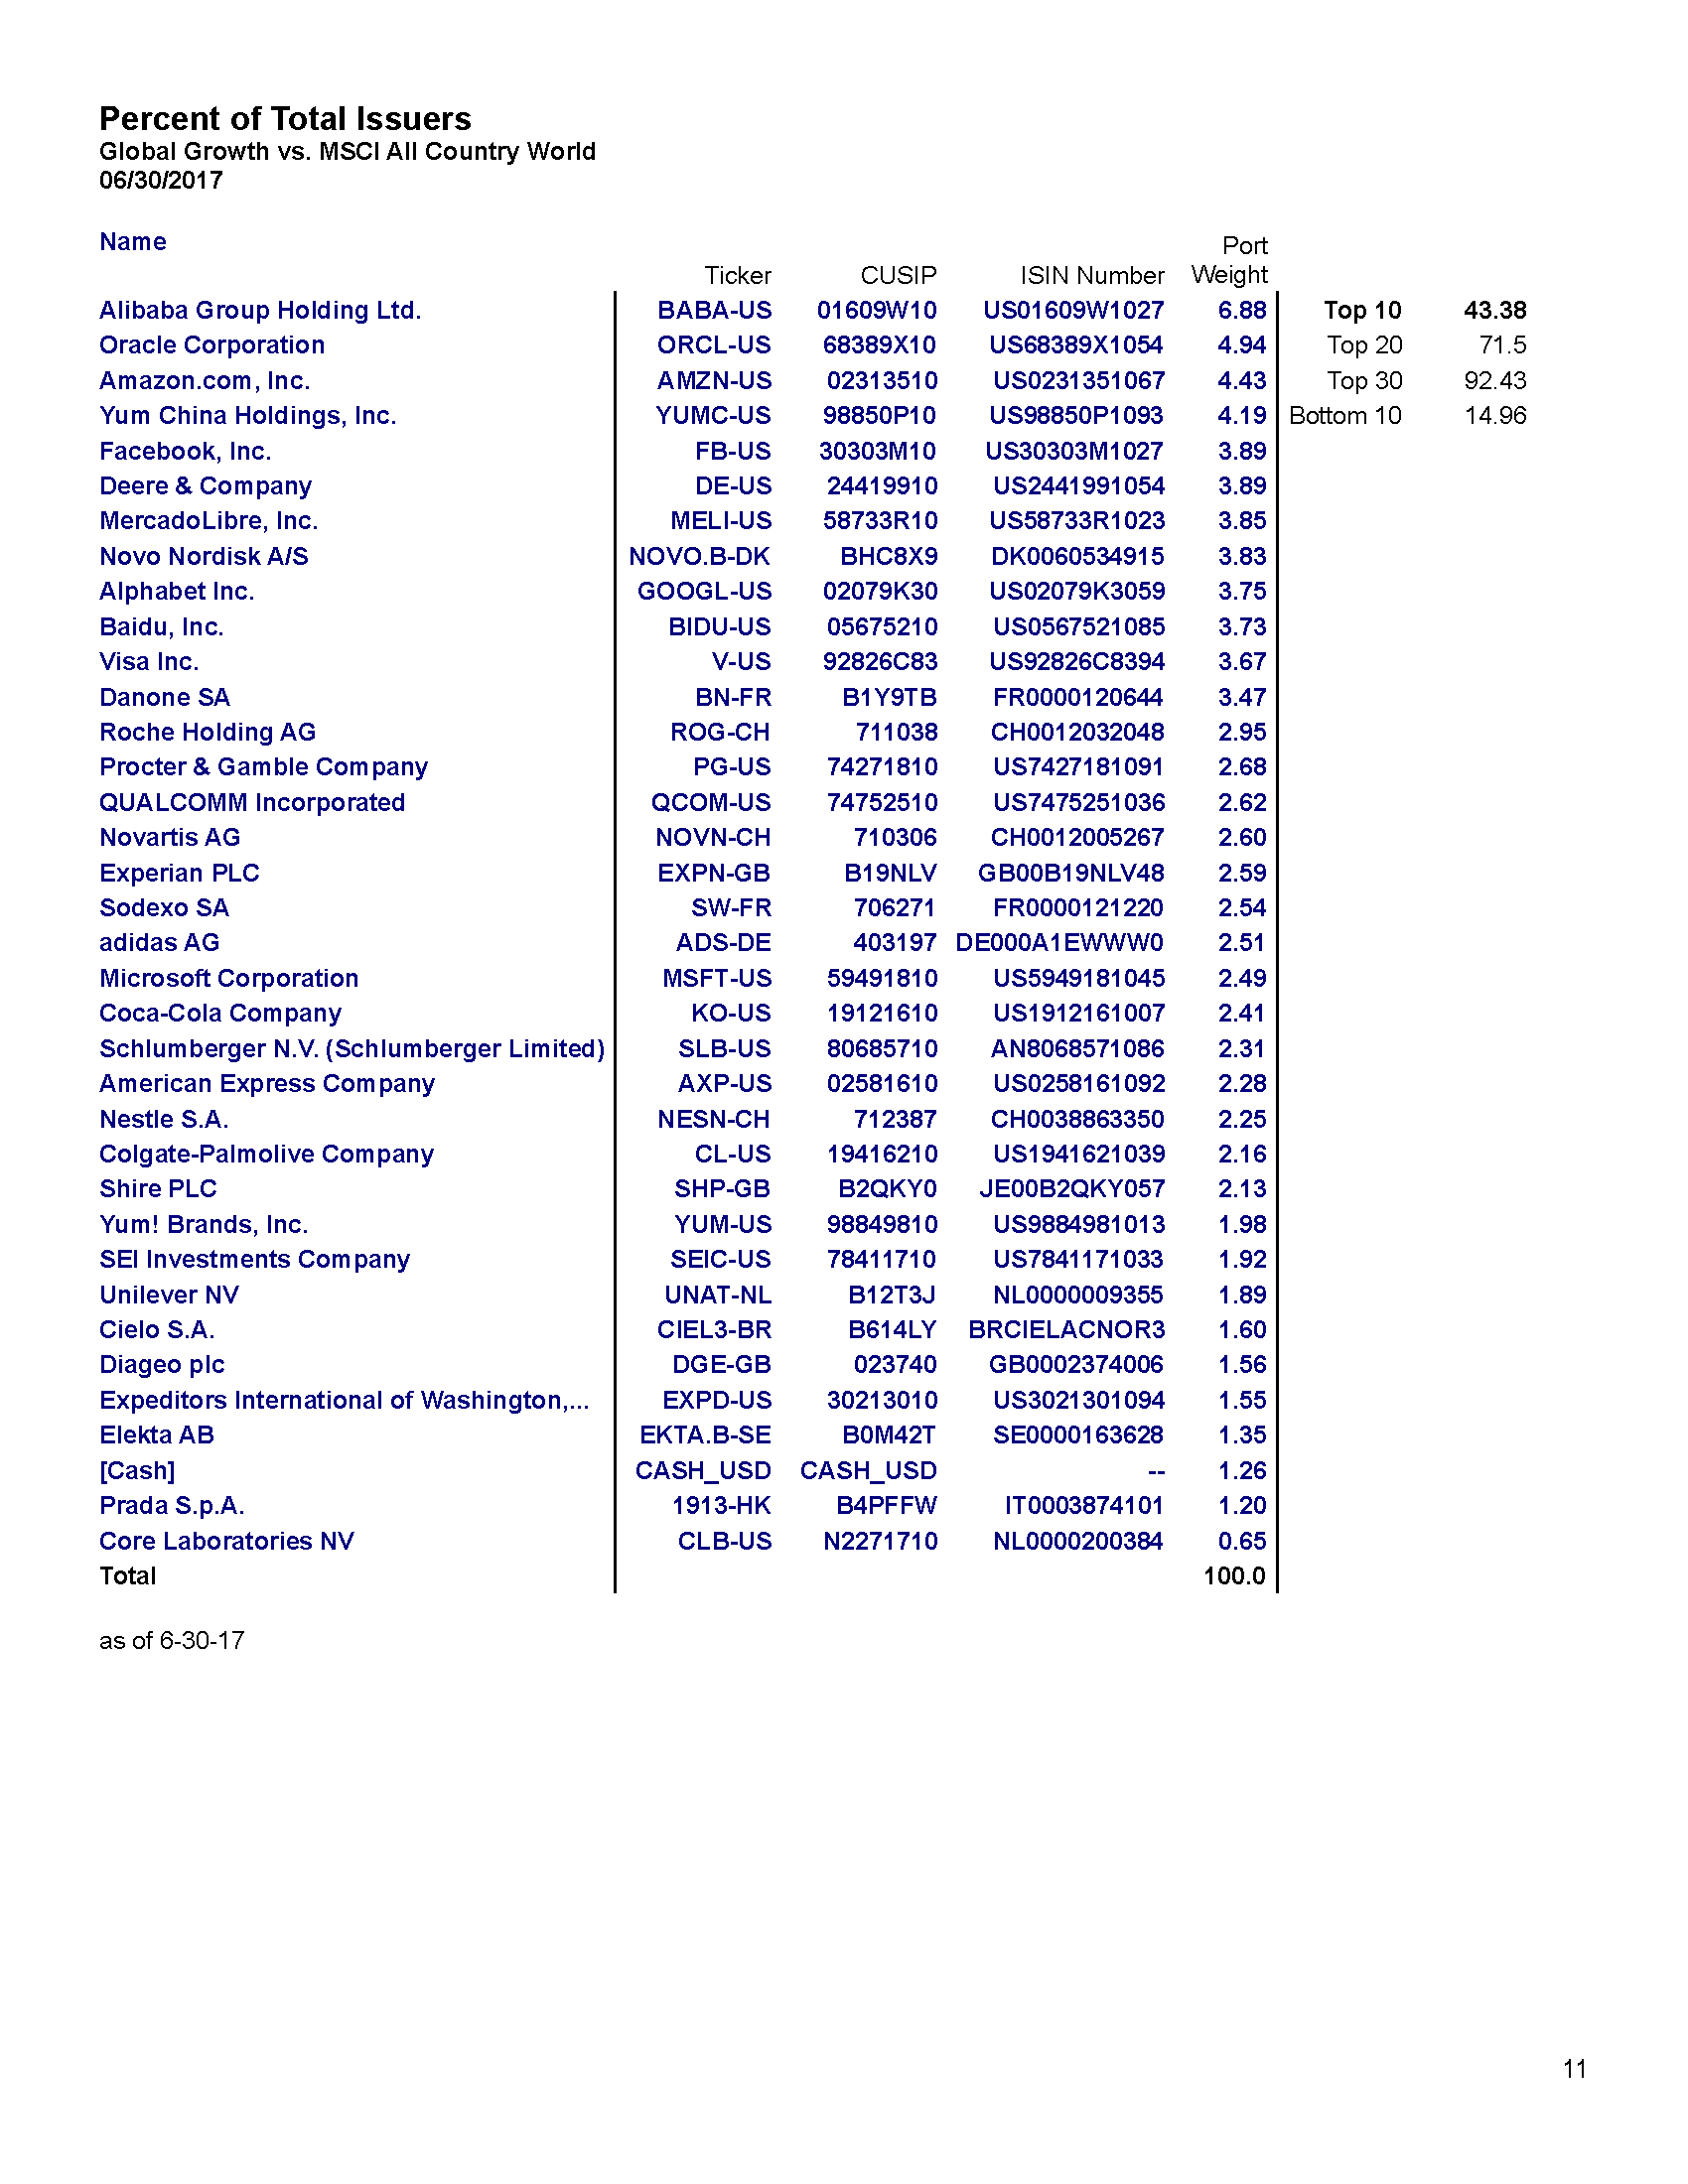 Percent of Total Issuers
Global Growth vs. MSCI All Country World
06/30/2017
Name Ticker CUSIP ISIN Number Port Weight
Alibaba Group Holding Ltd. BABA-US 01609W10 US01609W1027 6.88 Top 10 43.38
Oracle Corporation ORCL-US 68389X10 US68389X1054 4.94 Top 20 71.5
Amazon.com, Inc. AMZN-US 02313510 US0231351067 4.43 Top 30 92.43
Yum China Holdings, Inc. YUMC-US 98850P10 US98850P1093 4.19 Bottom 10 14.96
Facebook, Inc. FB-US 30303M10 US30303M1027 3.89
Deere & Company DE-US 24419910 US2441991054 3.89
MercadoLibre, Inc. MELI-US 58733R10 US58733R1023 3.85
Novo Nordisk A/S NOVO.B-DK BHC8X9 DK0060534915 3.83
Alphabet Inc. GOOGL-US 02079K30 US02079K3059 3.75
Baidu, Inc. BIDU-US 05675210 US0567521085 3.73
Visa Inc. V-US 92826C83 US92826C8394 3.67
Danone SA BN-FR B1Y9TB FR0000120644 3.47
Roche Holding AG ROG-CH 711038 CH0012032048 2.95
Procter & Gamble Company PG-US 74271810 US7427181091 2.68
QUALCOMM Incorporated QCOM-US 74752510 US7475251036 2.62
Novartis AG NOVN-CH 710306 CH0012005267 2.60
Experian PLC EXPN-GB B19NLV GB00B19NLV48 2.59
Sodexo SA SW-FR 706271 FR0000121220 2.54
adidas AG ADS-DE 403197 DE000A1EWWW0 2.51
Microsoft Corporation MSFT-US 59491810 US5949181045 2.49
Coca-Cola Company KO-US 19121610 US1912161007 2.41
Schlumberger N.V. (Schlumberger Limited) SLB-US 80685710 AN8068571086 2.31
American Express Company AXP-US 02581610 US0258161092 2.28
Nestle S.A. NESN-CH 712387 CH0038863350 2.25
Colgate-Palmolive Company CL-US 19416210 US1941621039 2.16
Shire PLC SHP-GB B2QKY0 JE00B2QKY057 2.13
Yum! Brands, Inc. YUM-US 98849810 US9884981013 1.98
SEI Investments Company SEIC-US 78411710 US7841171033 1.92
Unilever NV UNAT-NL B12T3J NL0000009355 1.89
Cielo S.A. CIEL3-BR B614LY BRCIELACNOR3 1.60
Diageo plc DGE-GB 023740 GB0002374006 1.56
Expeditors International of Washington,... EXPD-US 30213010 US3021301094 1.55
Elekta AB EKTA.B-SE B0M42T SE0000163628 1.35
[Cash] CASH_USD CASH_USD -- 1.26
Prada S.p.A. 1913-HK B4PFFW IT0003874101 1.20
Core Laboratories NV CLB-US N2271710 NL0000200384 0.65
Total 100.0
as of 6-30-17
11